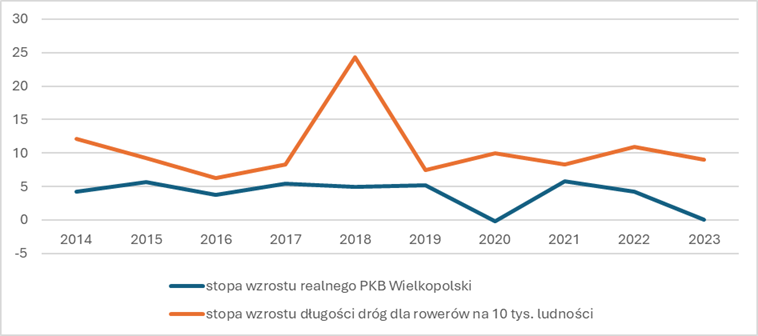 30
25
20
15
10
5
0
-5
2014 2015 2016 2017 2018 2019 2020 2021 2022 2023
stopa wzrostu realnego PKB Wielkopolski
stopa wzrostu długości dróg dla rowerów na 10 tys. ludności